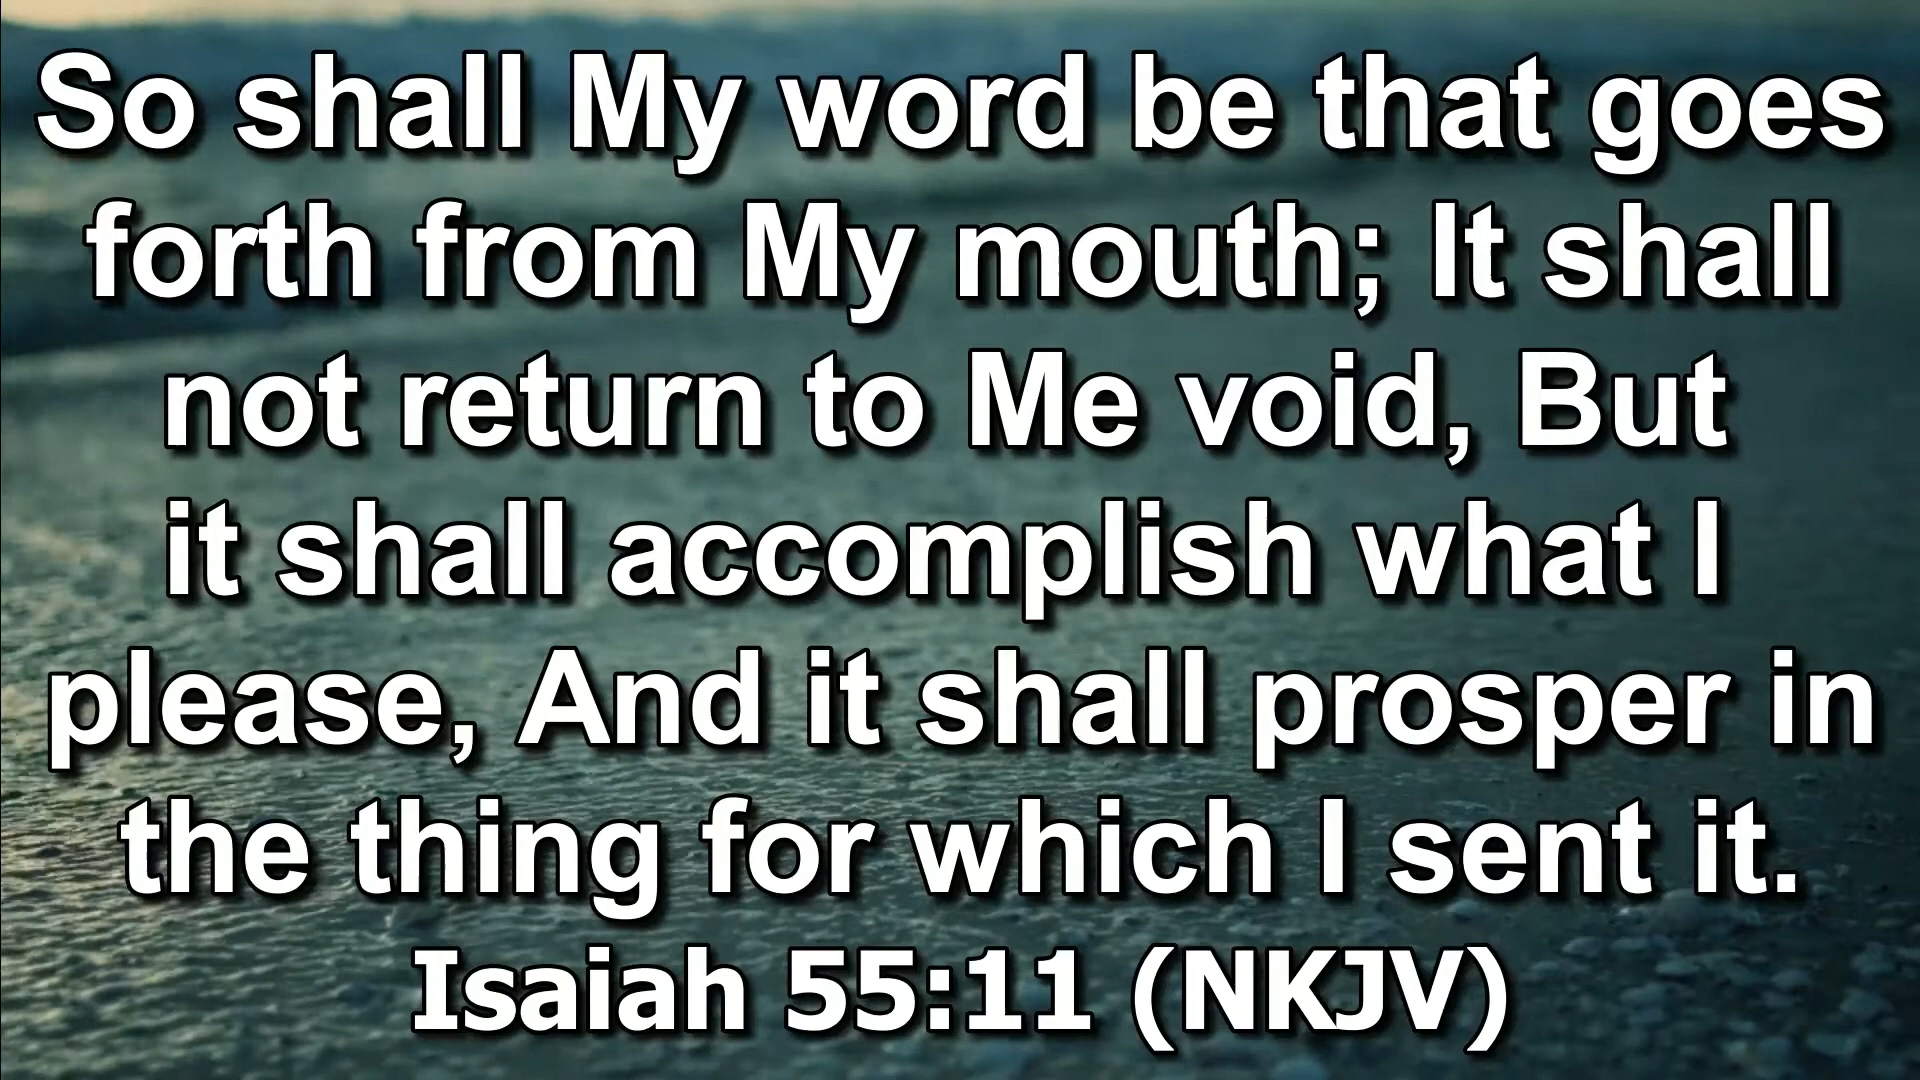 So shall My word be that goes
forth from My mouth; It shall
not return to Me void, But
it shall accomplish what I
please, And it shall prosper in
the thing for which I sent it.
Isaiah 55:11 (NKJV)